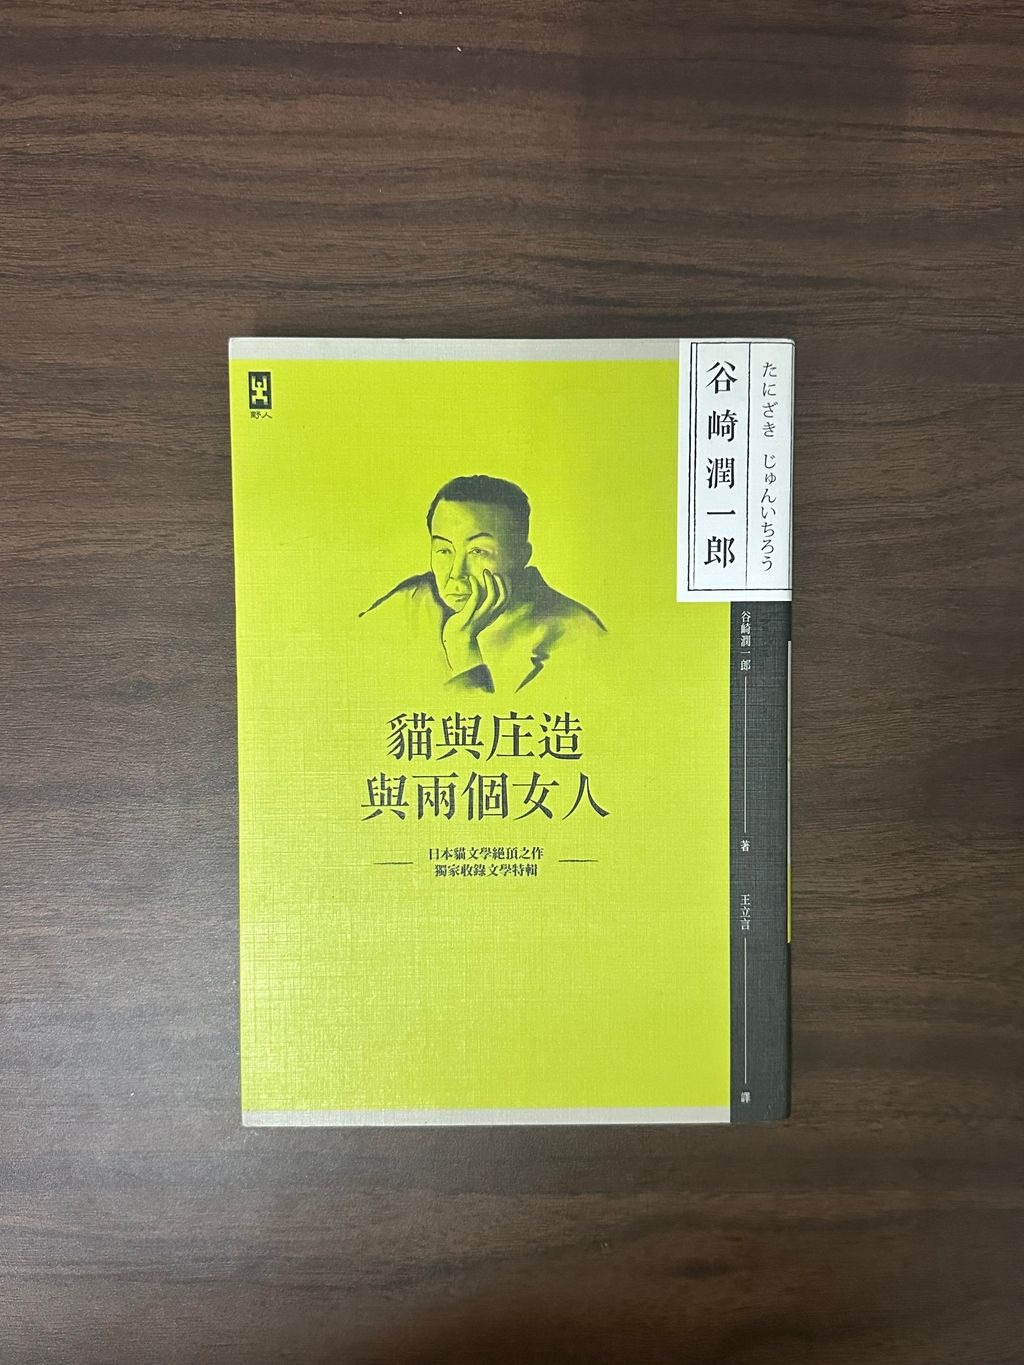 野人
谷崎潤一郎
たにざき じゅんいちろう
貓與庄造
與兩個女人
日本貓文學絕頂之作
獨家收錄文學特輯
谷崎潤一郎 著
王立言 譯